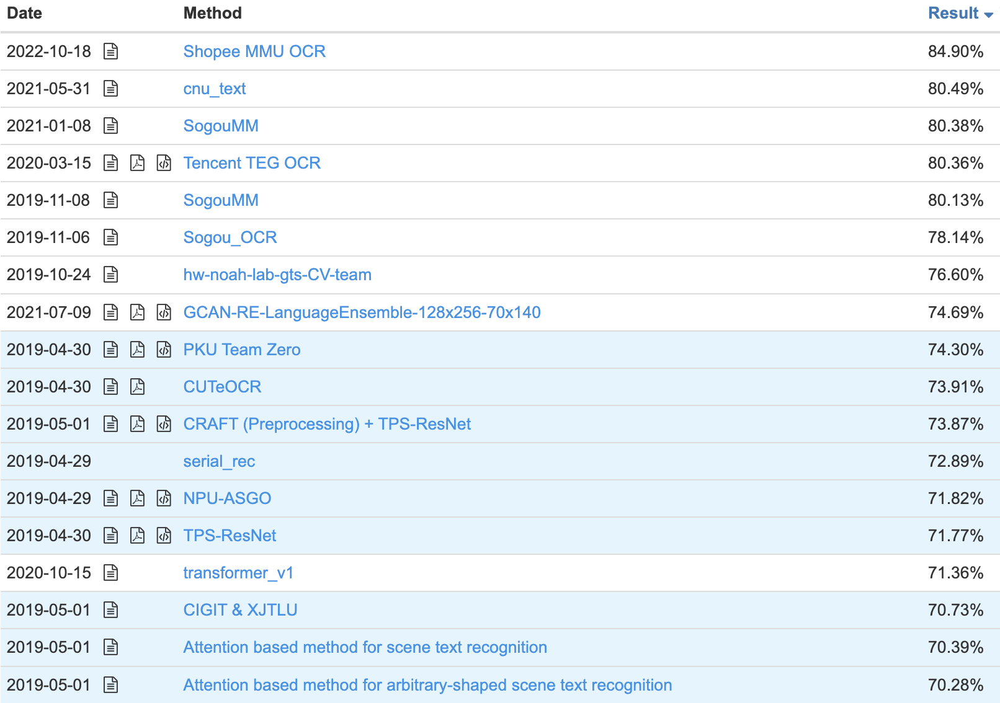 Date Method Result
2022-10-18 Shopee MMU OCR 84.90%
2021-05-31 cnu_text 80.49%
2021-01-08 SogouMM 80.38%
2020-03-15 Tencent TEG OCR 80.36%
2019-11-08 SogouMM 80.13%
2019-11-06 Sogou_OCR 78.14%
2019-10-24 hw-noah-lab-gts-CV-team 76.60%
2021-07-09 GCAN-RE-LanguageEnsemble-128x256-70x140 74.69%
2019-04-30 PKU Team Zero 74.30%
2019-04-30 CUTeOCR 73.91%
2019-05-01 CRAFT (Preprocessing) + TPS-ResNet 73.87%
2019-04-29 serial_rec 72.89%
2019-04-29 NPU-ASGO 71.82%
2019-04-30 TPS-ResNet 71.77%
2020-10-15 transformer_v1 71.36%
2019-05-01 CIGIT & XJTLU 70.73%
2019-05-01 Attention based method for scene text recognition 70.39%
2019-05-01 Attention based method for arbitrary-shaped scene text recognition 70.28%